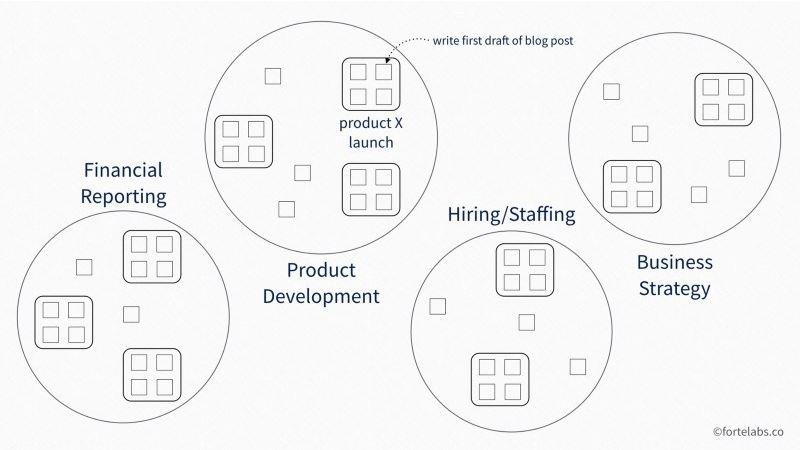 write first draft of blog post
product X
launch
Financial
Reporting
Product
Development
Hiring/Staffing
Business
Strategy
©fortelabs.co